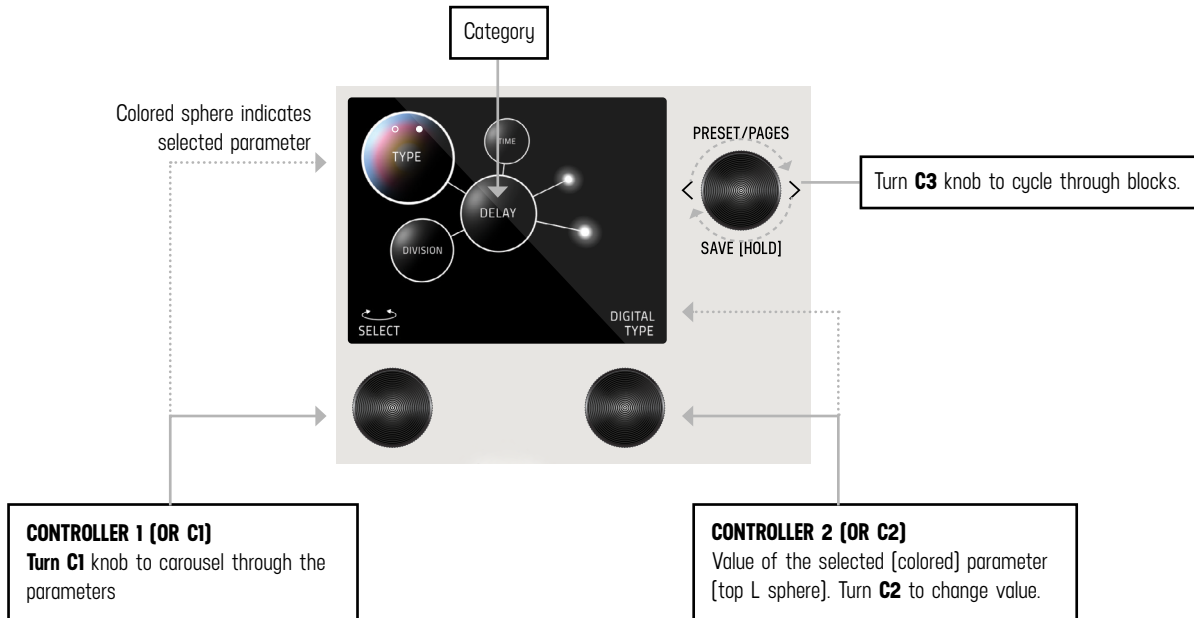 Category
Colored sphere indicates
selected parameter
TYPE
TIME
DELAY
DIVISION
SELECT
DIGITAL
TYPE
PRESET/PAGES
SAVE [HOLD]
Turn C3 knob to cycle through blocks.
CONTROLLER 1 [OR C1]
Turn C1 knob to carousel through the
parameters
CONTROLLER 2 [OR C2]
Value of the selected [colored] parameter
[top L sphere]. Turn C2 to change value.